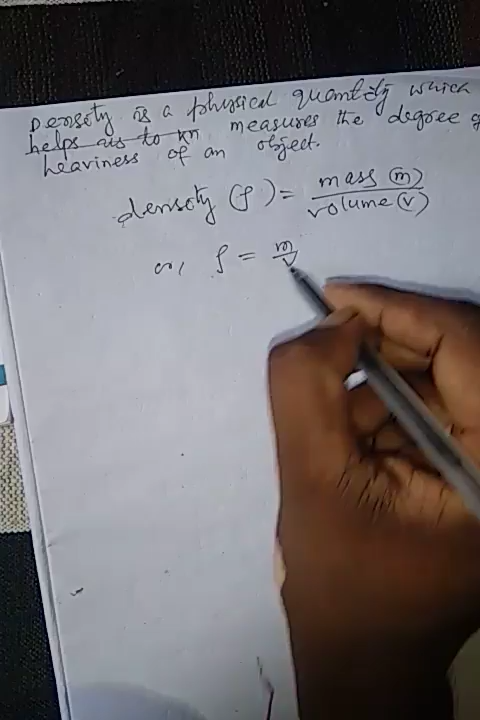 Density is a physical quantity which
helps us to kn measures the degree of
heaviness of an object.
density (ρ) = mass (m) / volume (v)
or, ρ = m / v